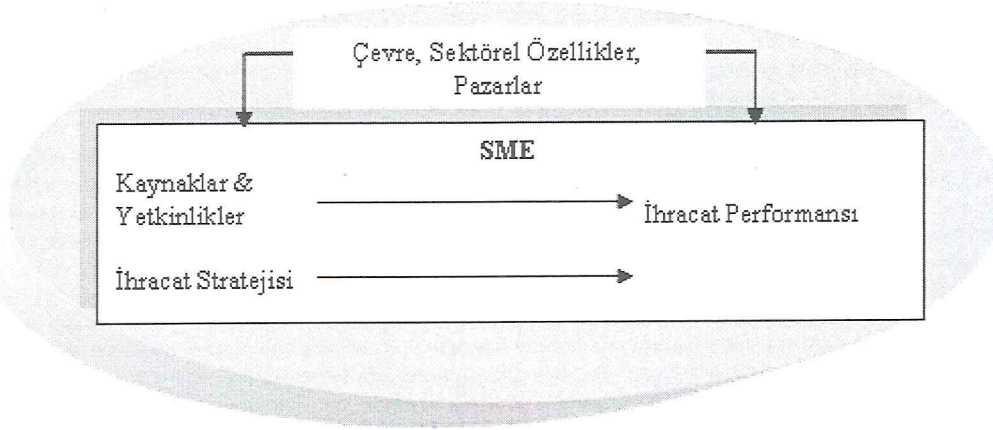 Çevre, Sektörel Özellikler,
Pazarlar
SME
Kaynaklar &
Yetkinlikler
İhracat Performansı
İhracat Stratejisi